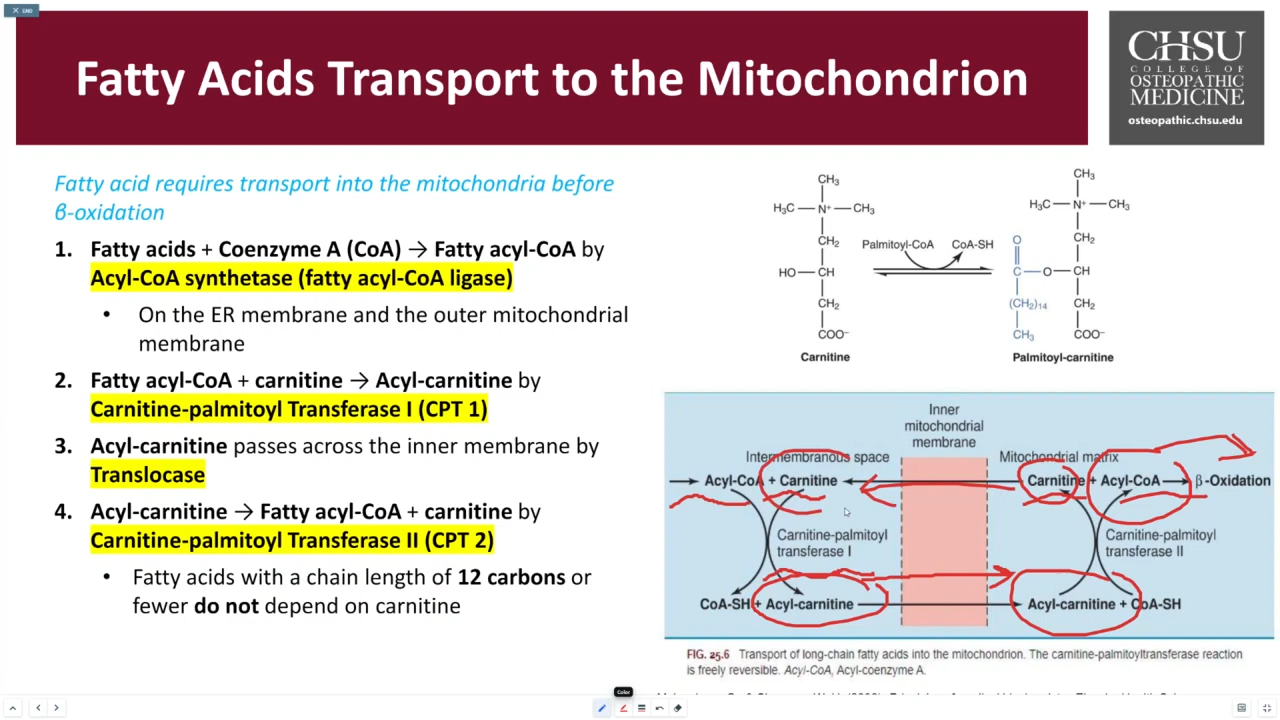 END
Fatty Acids Transport to the Mitochondrion
CHSU
COLLEGE OF
OSTEOPATHIC
MEDICINE
osteopathic.chsu.edu
Fatty acid requires transport into the mitochondria before
β-oxidation
1. Fatty acids + Coenzyme A (CoA) → Fatty acyl-CoA by
Acyl-CoA synthetase (fatty acyl-CoA ligase)
• On the ER membrane and the outer mitochondrial
membrane
2. Fatty acyl-CoA + carnitine → Acyl-carnitine by
Carnitine-palmitoyl Transferase I (CPT 1)
3. Acyl-carnitine passes across the inner membrane by
Translocase
4. Acyl-carnitine → Fatty acyl-CoA + carnitine by
Carnitine-palmitoyl Transferase II (CPT 2)
• Fatty acids with a chain length of 12 carbons or
fewer do not depend on carnitine
CH₃
H₃C—N⁺—CH₃
CH₂
HO—CH
CH₂
COO⁻
Carnitine
Palmitoyl-CoA CoA-SH
CH₃
H₃C—N⁺—CH₃
O CH₂
C—O—CH
(CH₂)₁₄ CH₂
CH₃ COO⁻
Palmitoyl-carnitine
Inner
mitochondrial
membrane
Intermembranous space
Mitochondrial matrix
Acyl-CoA + Carnitine
Carnitine + Acyl-CoA
β-Oxidation
Carnitine-palmitoyl
transferase I
Carnitine-palmitoyl
transferase II
CoA-SH + Acyl-carnitine
Acyl-carnitine + CoA-SH
FIG. 25.6 Transport of long-chain fatty acids into the mitochondrion. The carnitine-palmitoyltransferase reaction
is freely reversible. Acyl-CoA, Acyl-coenzyme A.
Color